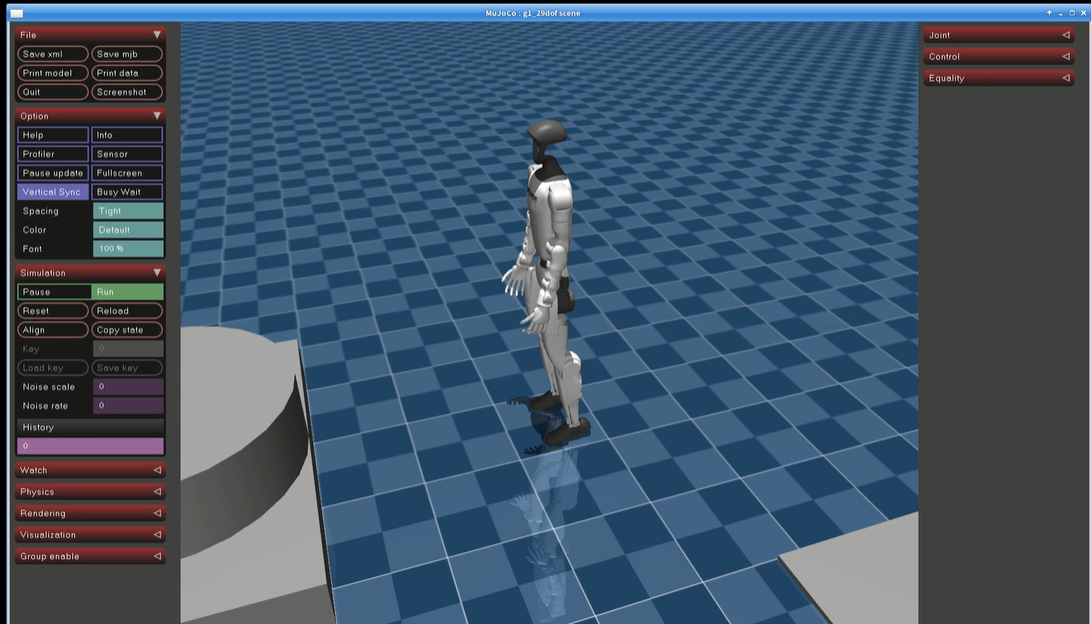 MuJoCo : g1_29dof scene
File
Save xml Save mjb
Print model Print data
Quit Screenshot
Option
Help Info
Profiler Sensor
Pause update Fullscreen
Vertical Sync Busy Wait
Spacing Tight
Color Default
Font 100 %
Simulation
Pause Run
Reset Reload
Align Copy state
Key 0
Load key Save key
Noise scale 0
Noise rate 0
History
0
Watch
Physics
Rendering
Visualization
Group enable
Joint
Control
Equality